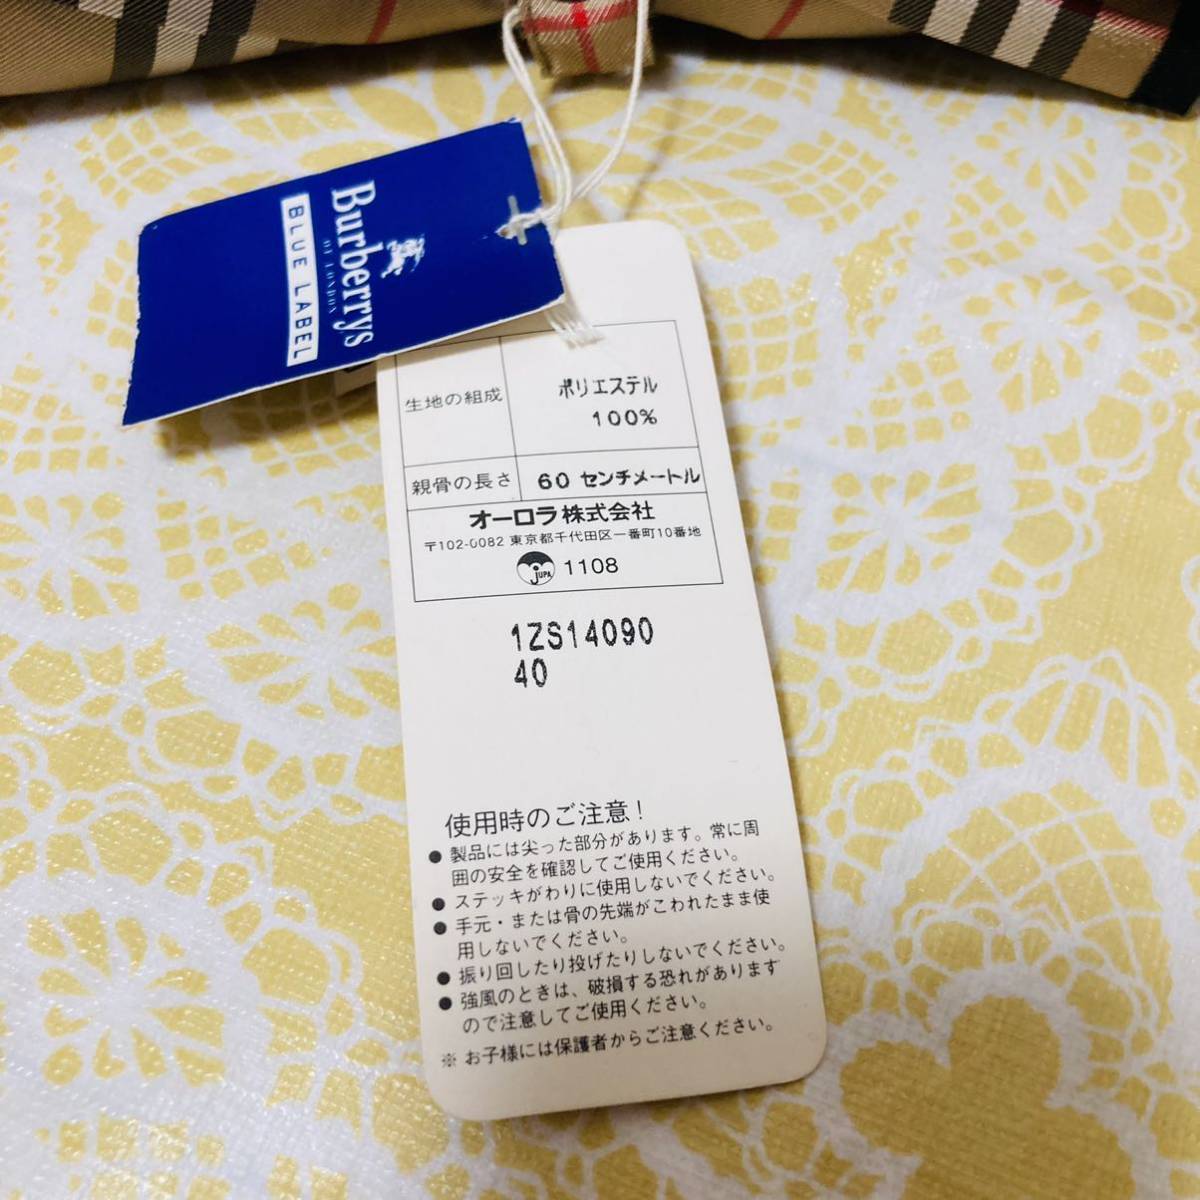 Burberrys
OF LONDON
BLUE LABEL
生地の組成
ポリエステル
100%
親骨の長さ
60 センチメートル
オーロラ株式会社
〒102-0082 東京都千代田区一番町10番地
JUPA 1108
1ZS14090
40
使用時のご注意!
● 製品には尖った部分があります。常に周
囲の安全を確認してご使用ください。
● ステッキがわりに使用しないでください。
● 手元・または骨の先端がこわれたまま使
用しないでください。
● 振り回したり投げたりしないでください。
● 強風のときは、破損する恐れがあります
ので注意してご使用ください。
※ お子様には保護者からご注意ください。